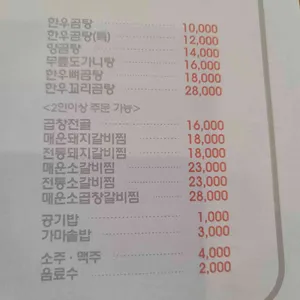 한우곰탕 10,000
한우곰탕(특) 12,000
양곰탕 14,000
무릎도가니탕 16,000
한우뼈곰탕 18,000
한우꼬리곰탕 28,000
<2인이상 주문 가능>
곱창전골 16,000
매운돼지갈비찜 18,000
전통돼지갈비찜 18,000
매운소갈비찜 23,000
전통소갈비찜 23,000
매운소곱창갈비찜 28,000
공기밥 1,000
가마솥밥 3,000
소주 · 맥주 4,000
음료수 2,000